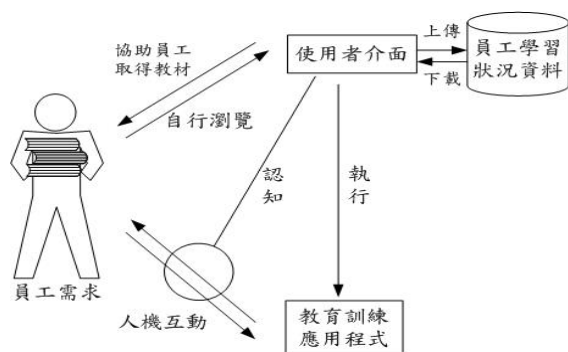 協助員工
取得教材
使用者介面
上傳
下載
員工學習
狀況資料
自行瀏覽
認知
執行
員工需求
人機互動
教育訓練
應用程式